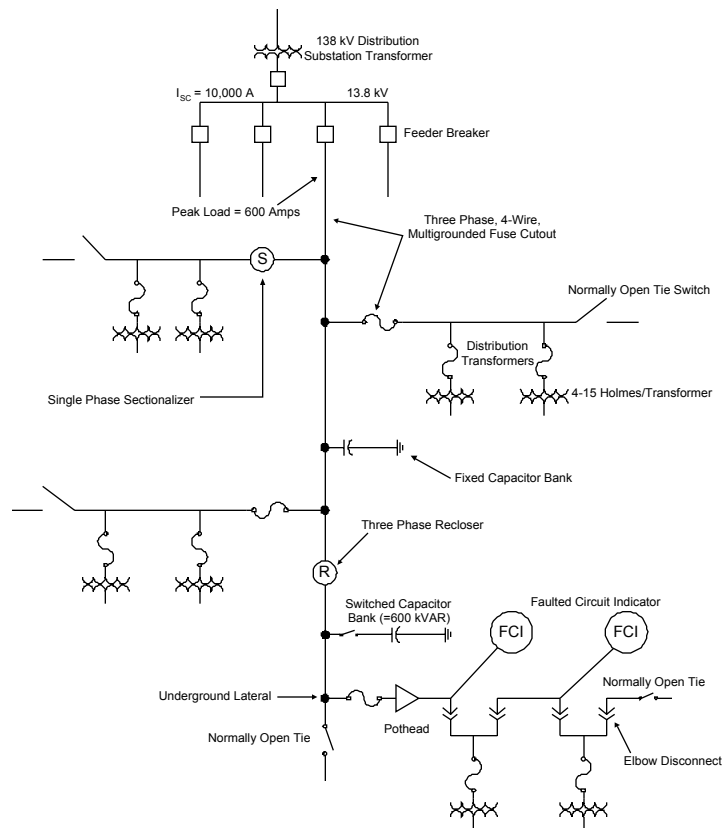 138 kV Distribution
Substation Transformer
I_SC = 10,000 A
13.8 kV
Feeder Breaker
Peak Load = 600 Amps
Three Phase, 4-Wire,
Multigrounded Fuse Cutout
S
Normally Open Tie Switch
Distribution
Transformers
Single Phase Sectionalizer
4-15 Holmes/Transformer
Fixed Capacitor Bank
Three Phase Recloser
R
Switched Capacitor
Bank (=600 kVAR)
Faulted Circuit Indicator
FCI
FCI
Normally Open Tie
Underground Lateral
Pothead
Normally Open Tie
Elbow Disconnect